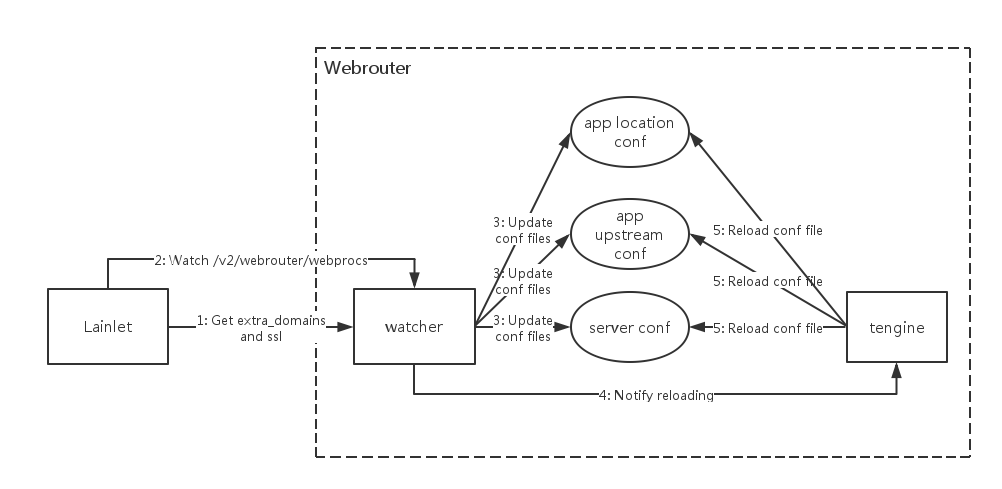 Webrouter
app location
conf
3: Update
conf files
app
upstream
conf
5: Reload conf file
2: Watch /v2/webrouter/webprocs
3: Update
conf files
5: Reload conf file
Lainlet
1: Get extra_domains
and ssl
watcher
3: Update
conf files
server conf
5: Reload conf file
tengine
4: Notify reloading